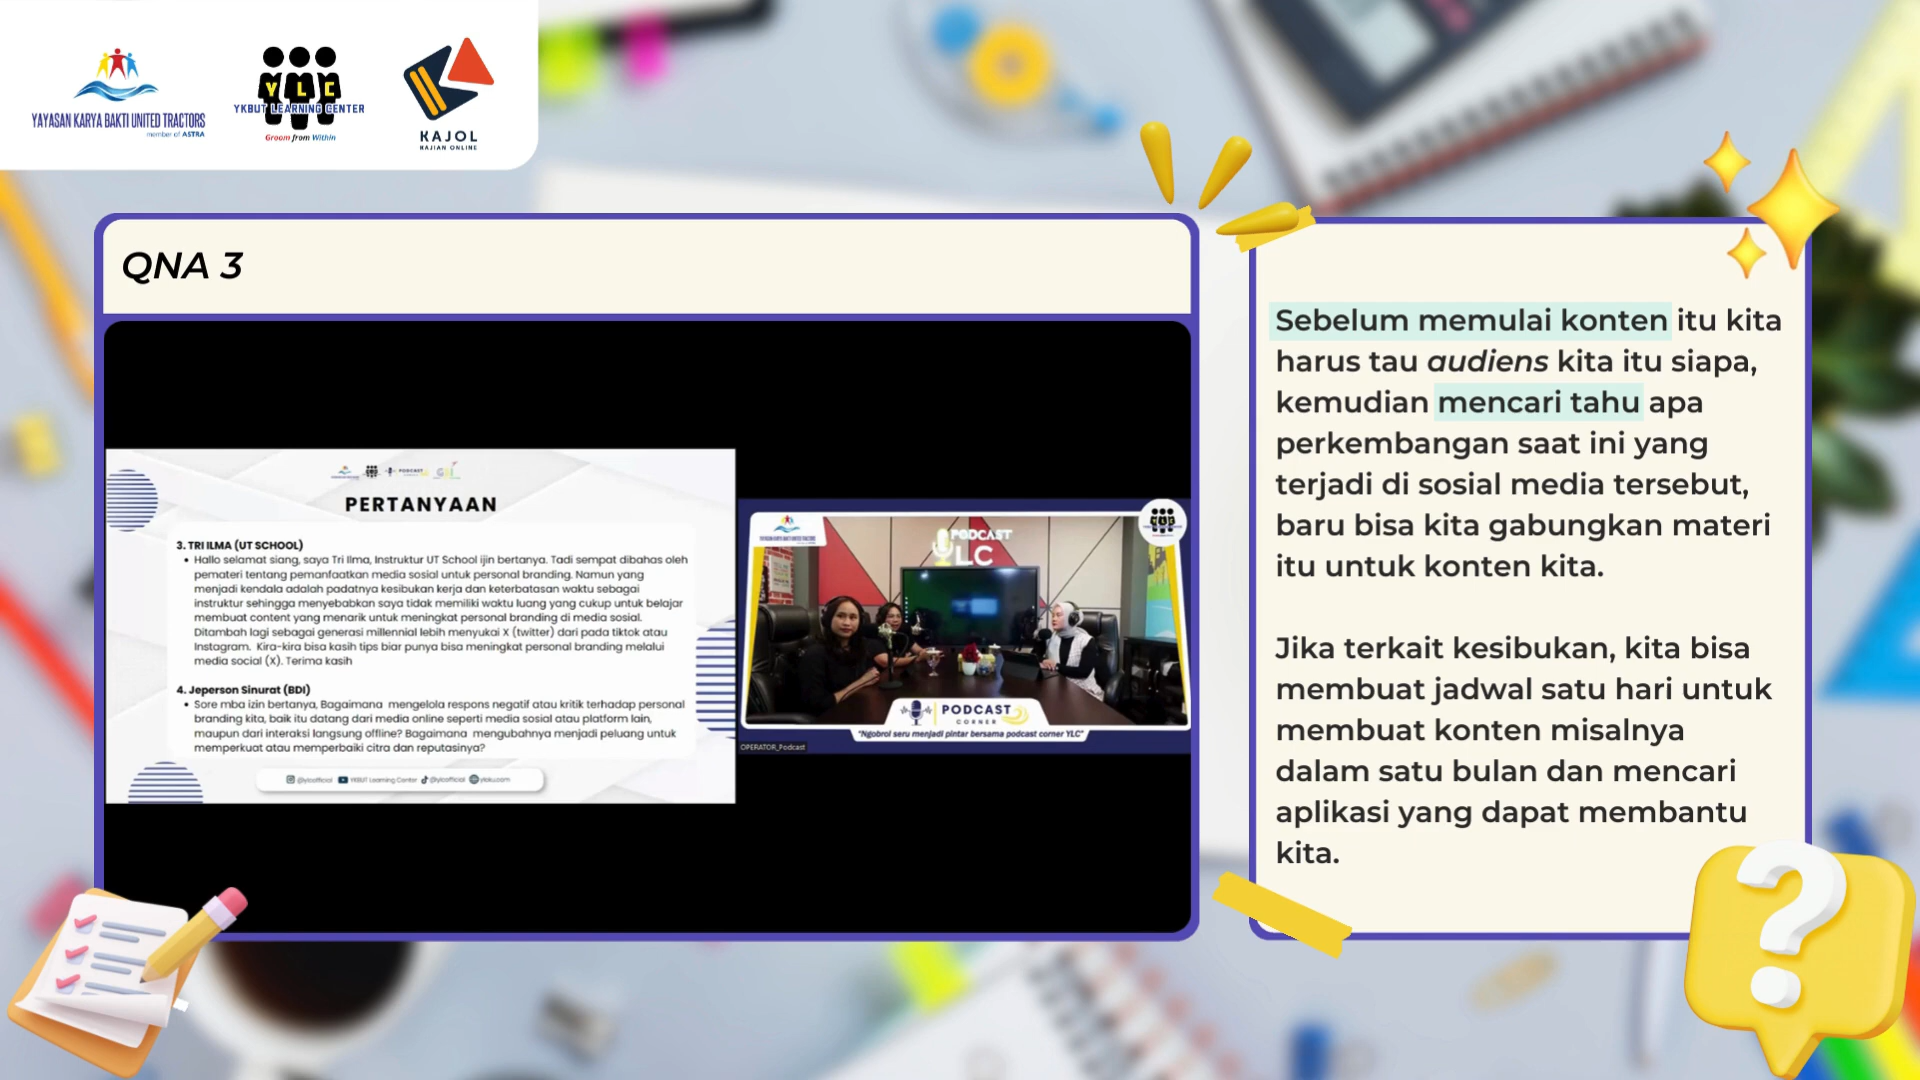 YAYASAN KARYA BAKTI UNITED TRACTORS
member of ASTRA
Y L C
YKBUT LEARNING CENTER
Groom from Within
KAJOL
KAJIAN ONLINE
QNA 3
PERTANYAAN
3. TRI ILMA (UT SCHOOL)
Hallo selamat siang, saya Tri Ilma, Instruktur UT School ijin bertanya. Tadi sempat dibahas oleh
pemateri tentang pemanfaatkan media sosial untuk personal branding. Namun yang
menjadi kendala adalah padatnya kesibukan kerja dan keterbatasan waktu sebagai
instruktur sehingga menyebabkan saya tidak memiliki waktu luang yang cukup untuk belajar
membuat content yang menarik untuk meningkat personal branding di media sosial.
Ditambah lagi sebagai generasi millennial lebih menyukai X (twitter) dari pada tiktok atau
Instagram. Kira-kira bisa kasih tips biar punya bisa meningkat personal branding melalui
media social (X). Terima kasih
4. Jeperson Sinurat (BDI)
Sore mba izin bertanya, Bagaimana mengelola respons negatif atau kritik terhadap personal
branding kita, baik itu datang dari media online seperti media sosial atau platform lain,
maupun dari interaksi langsung offline? Bagaimana mengubahnya menjadi peluang untuk
memperkuat atau memperbaiki citra dan reputasinya?
@ylcofficial YKBUT Learning Center @ylcofficial
PODCAST
YLC
PODCAST
CORNER
"Ngobrol seru menjadi pintar bersama podcast corner YLC"
OPERATOR_Podcast
Sebelum memulai konten itu kita
harus tau audiens kita itu siapa,
kemudian mencari tahu apa
perkembangan saat ini yang
terjadi di sosial media tersebut,
baru bisa kita gabungkan materi
itu untuk konten kita.
Jika terkait kesibukan, kita bisa
membuat jadwal satu hari untuk
membuat konten misalnya
dalam satu bulan dan mencari
aplikasi yang dapat membantu
kita.